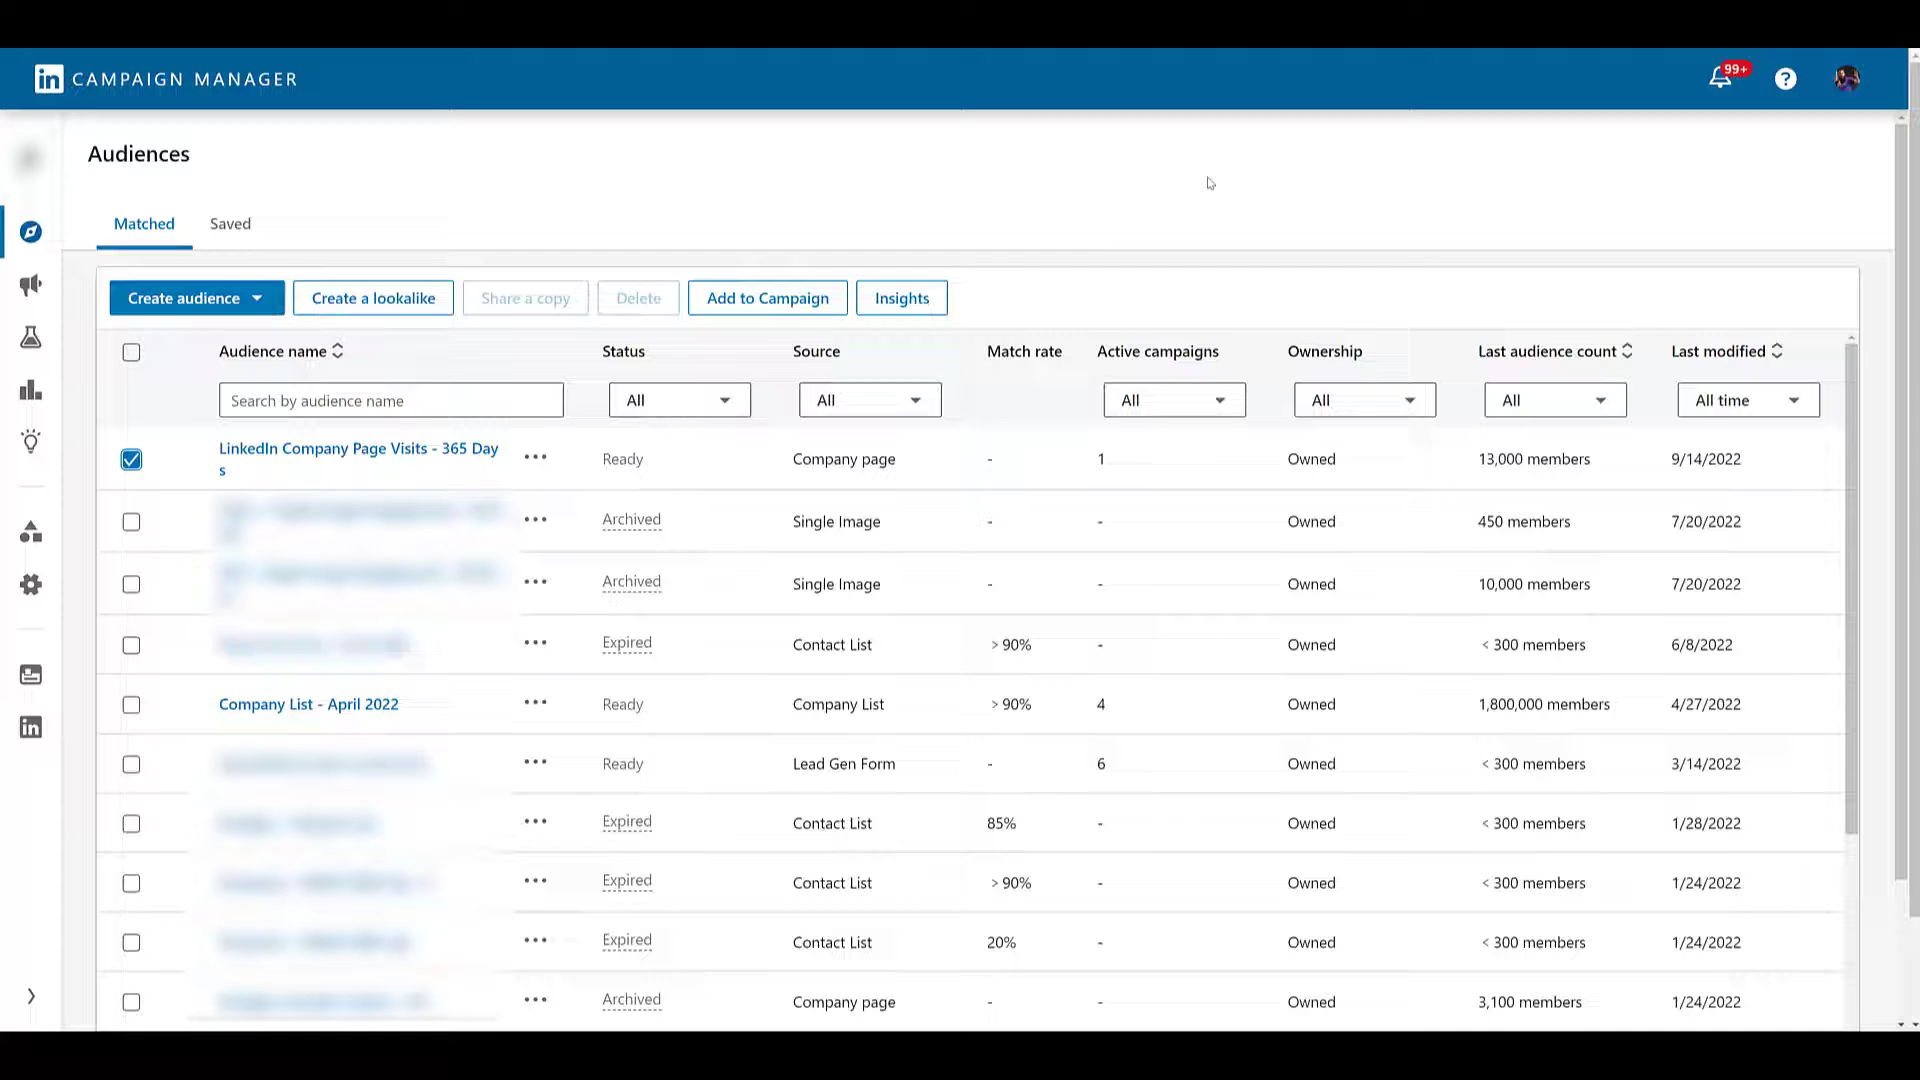 in CAMPAIGN MANAGER
99+
?
Audiences
Matched Saved
Create audience Create a lookalike Share a copy Delete Add to Campaign Insights
Audience name Status Source Match rate Active campaigns Ownership Last audience count Last modified
Search by audience name All All All All All All time
LinkedIn Company Page Visits - 365 Day
s
••• Ready Company page - 1 Owned 13,000 members 9/14/2022
••• Archived Single Image - - Owned 450 members 7/20/2022
••• Archived Single Image - - Owned 10,000 members 7/20/2022
••• Expired Contact List > 90% - Owned < 300 members 6/8/2022
Company List - April 2022 ••• Ready Company List > 90% 4 Owned 1,800,000 members 4/27/2022
••• Ready Lead Gen Form - 6 Owned < 300 members 3/14/2022
••• Expired Contact List 85% - Owned < 300 members 1/28/2022
••• Expired Contact List > 90% - Owned < 300 members 1/24/2022
••• Expired Contact List 20% - Owned < 300 members 1/24/2022
••• Archived Company page - - Owned 3,100 members 1/24/2022
in